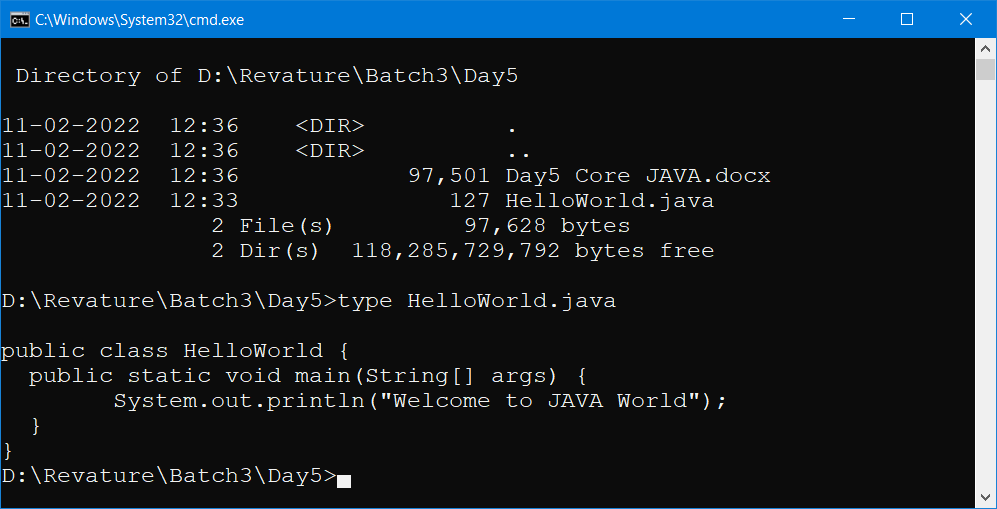 C:\Windows\System32\cmd.exe
 Directory of D:\Revature\Batch3\Day5
11-02-2022  12:36    <DIR>          .
11-02-2022  12:36    <DIR>          ..
11-02-2022  12:36            97,501 Day5 Core JAVA.docx
11-02-2022  12:33               127 HelloWorld.java
               2 File(s)         97,628 bytes
               2 Dir(s)  118,285,729,792 bytes free
D:\Revature\Batch3\Day5>type HelloWorld.java
public class HelloWorld {
  public static void main(String[] args) {
        System.out.println("Welcome to JAVA World");
  }
}
D:\Revature\Batch3\Day5>